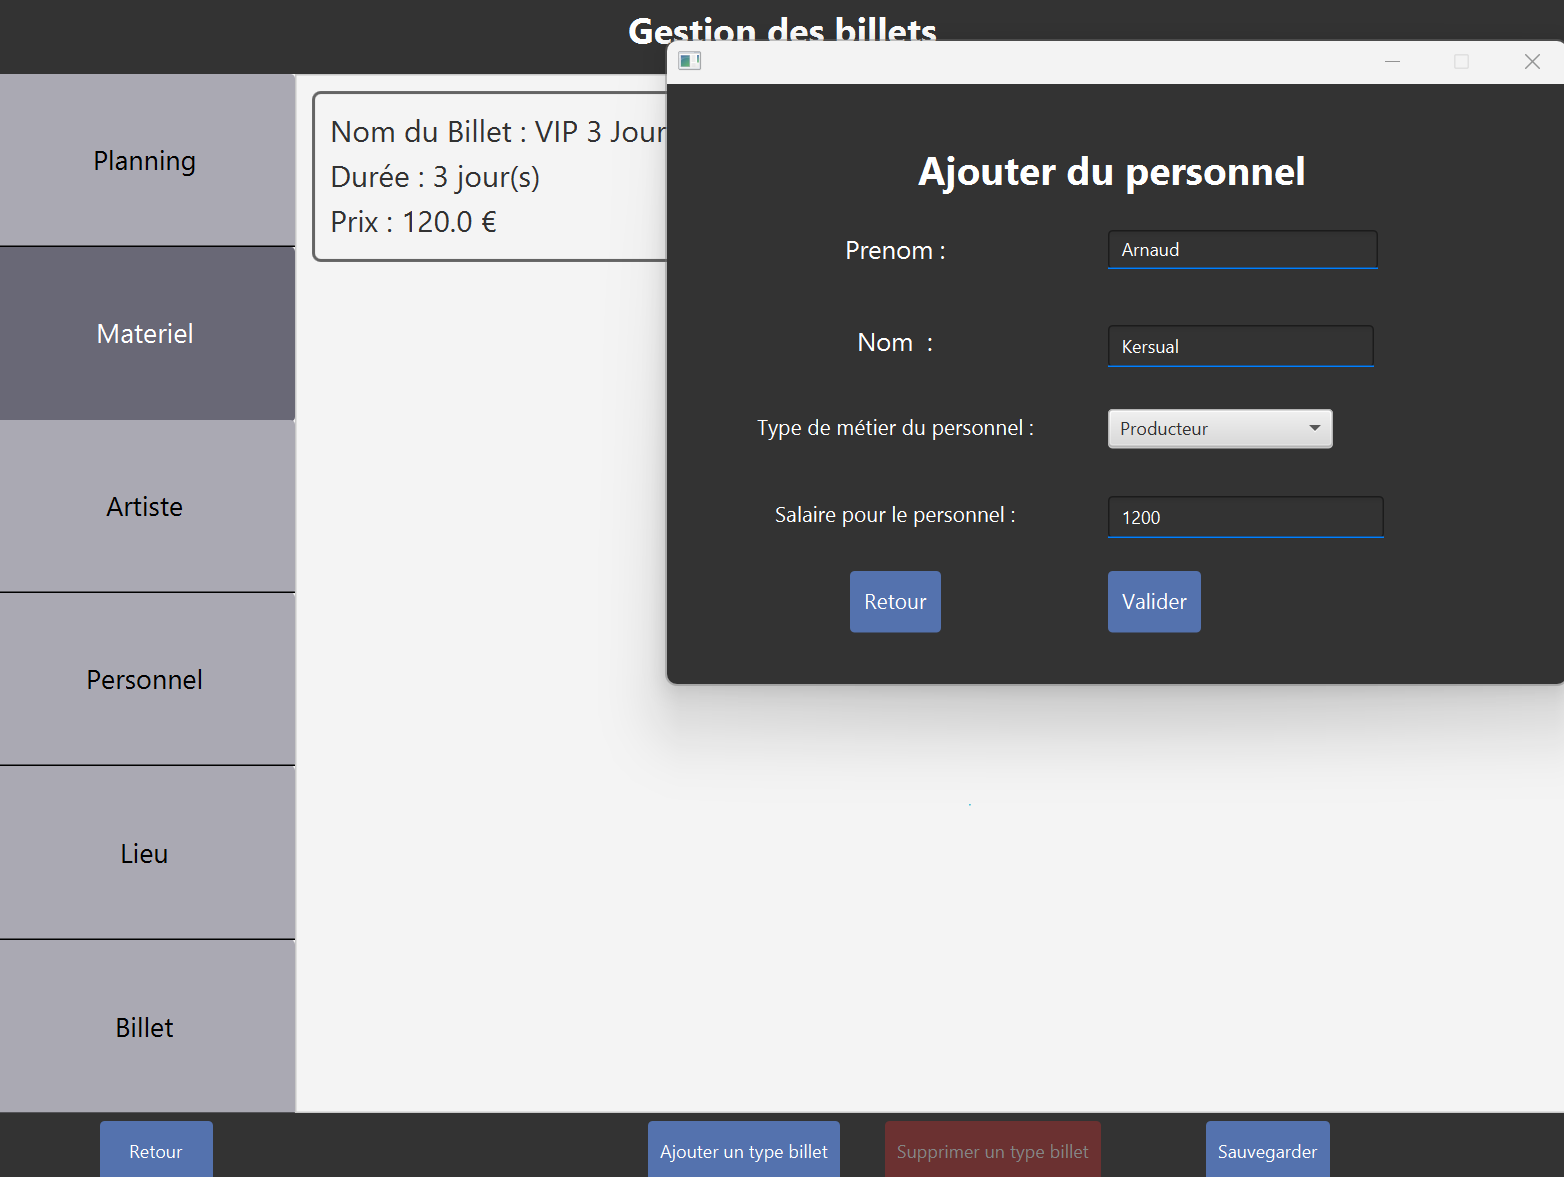 Gestion des billets
Planning
Materiel
Artiste
Personnel
Lieu
Billet
Nom du Billet : VIP 3 Jour
Durée : 3 jour(s)
Prix : 120.0 €
Ajouter du personnel
Prenom : Arnaud
Nom : Kersual
Type de métier du personnel : Producteur
Salaire pour le personnel : 1200
Retour Valider
Retour Ajouter un type billet Supprimer un type billet Sauvegarder